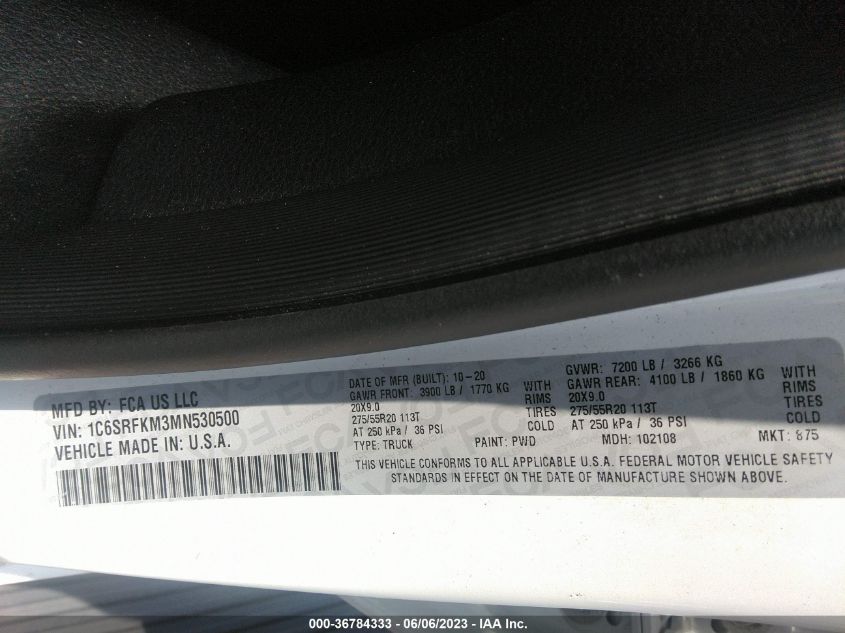 MFD BY: FCA US LLC
VIN: 1C6SRFKM3MN530500
VEHICLE MADE IN: U.S.A.
DATE OF MFR (BUILT): 10-20
GAWR FRONT: 3900 LB / 1770 KG WITH
20X9.0 RIMS
275/55R20 113T TIRES
AT 250 kPa / 36 PSI COLD
TYPE: TRUCK PAINT: PWD
GVWR: 7200 LB / 3266 KG
GAWR REAR: 4100 LB / 1860 KG WITH
20X9.0 RIMS
275/55R20 113T TIRES
AT 250 kPa / 36 PSI COLD
MDH: 102108 MKT: 875
THIS VEHICLE CONFORMS TO ALL APPLICABLE U.S.A. FEDERAL MOTOR VEHICLE SAFETY
STANDARDS IN EFFECT ON THE DATE OF MANUFACTURE SHOWN ABOVE.
000-36784333 - 06/06/2023 - IAA Inc.